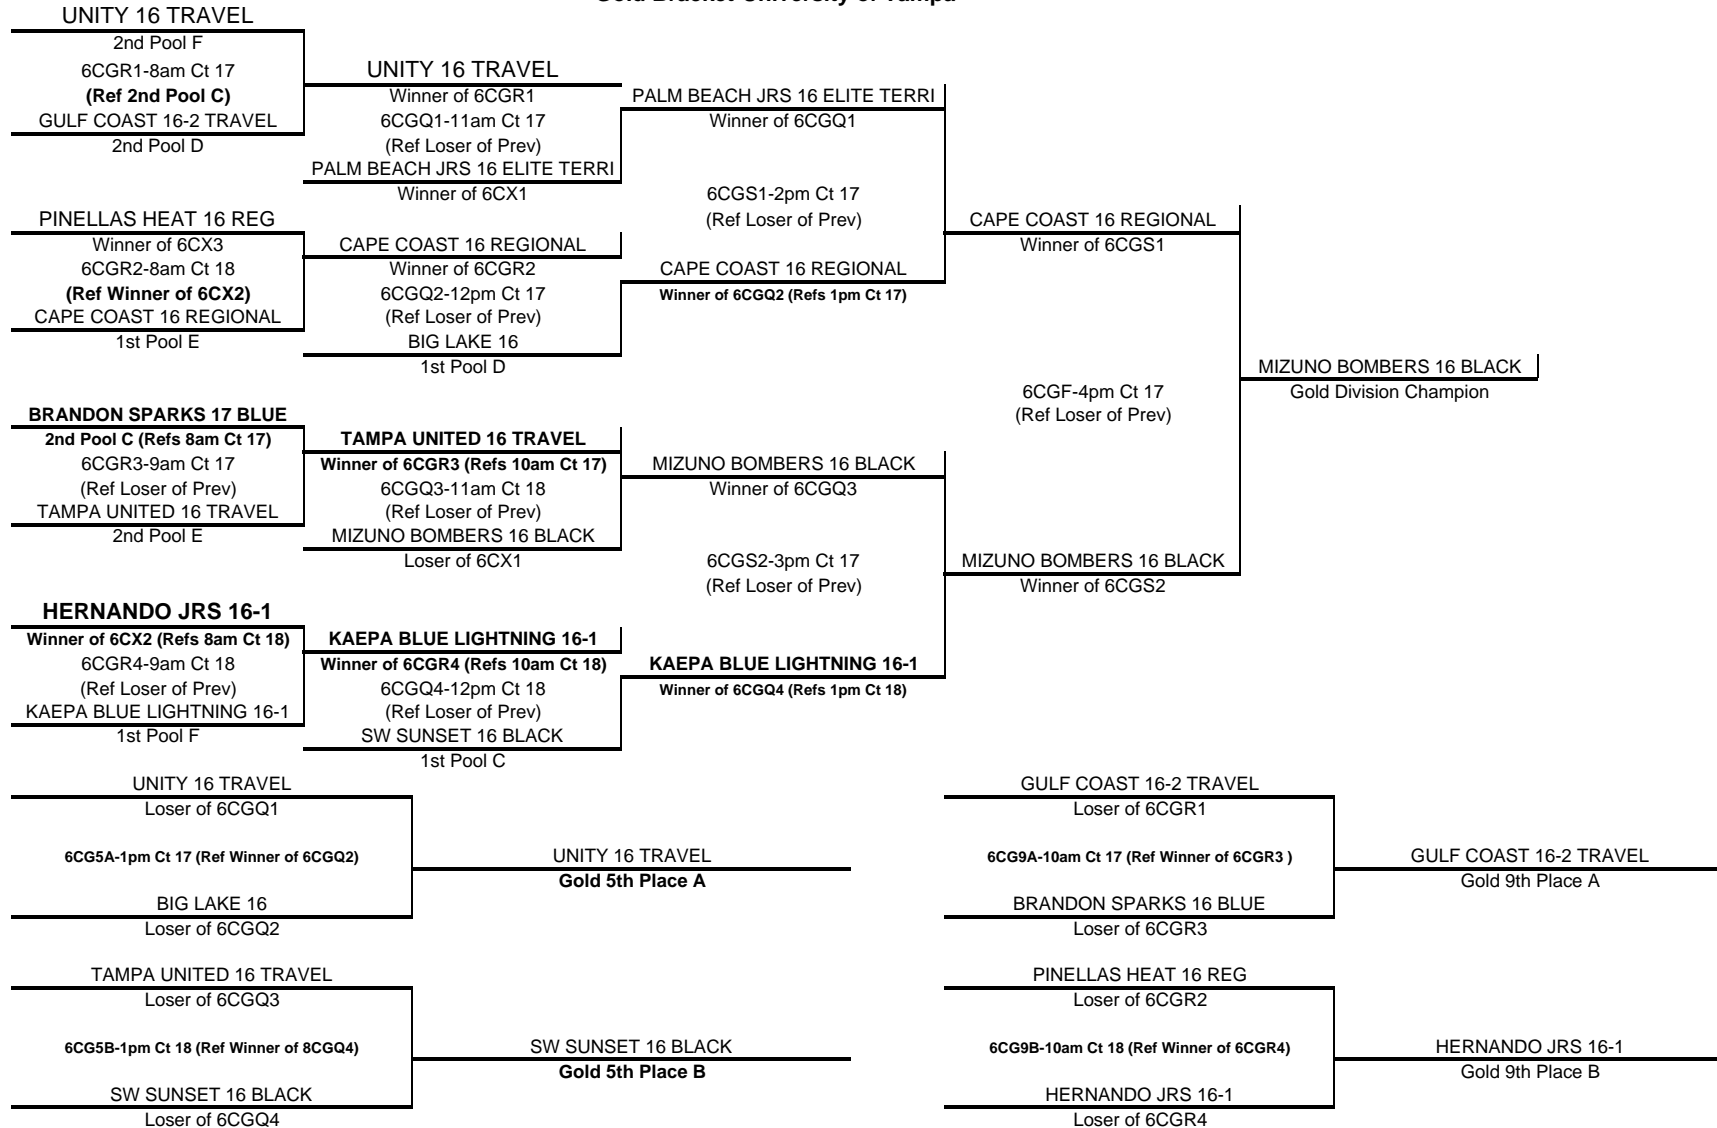 Gold Bracket-University of Tampa
UNITY 16 TRAVEL
2nd Pool F
6CGR1-8am Ct 17
(Ref 2nd Pool C)
GULF COAST 16-2 TRAVEL
2nd Pool D
PINELLAS HEAT 16 REG
Winner of 6CX3
6CGR2-8am Ct 18
(Ref Winner of 6CX2)
CAPE COAST 16 REGIONAL
1st Pool E
BRANDON SPARKS 17 BLUE
2nd Pool C (Refs 8am Ct 17)
6CGR3-9am Ct 17
(Ref Loser of Prev)
TAMPA UNITED 16 TRAVEL
2nd Pool E
HERNANDO JRS 16-1
Winner of 6CX2 (Refs 8am Ct 18)
6CGR4-9am Ct 18
(Ref Loser of Prev)
KAEPA BLUE LIGHTNING 16-1
1st Pool F
UNITY 16 TRAVEL
Winner of 6CGR1
6CGQ1-11am Ct 17
(Ref Loser of Prev)
PALM BEACH JRS 16 ELITE TERRI
Winner of 6CX1
CAPE COAST 16 REGIONAL
Winner of 6CGR2
6CGQ2-12pm Ct 17
(Ref Loser of Prev)
BIG LAKE 16
1st Pool D
TAMPA UNITED 16 TRAVEL
Winner of 6CGR3 (Refs 10am Ct 17)
6CGQ3-11am Ct 18
(Ref Loser of Prev)
MIZUNO BOMBERS 16 BLACK
Loser of 6CX1
KAEPA BLUE LIGHTNING 16-1
Winner of 6CGR4 (Refs 10am Ct 18)
6CGQ4-12pm Ct 18
(Ref Loser of Prev)
SW SUNSET 16 BLACK
1st Pool C
PALM BEACH JRS 16 ELITE TERRI
Winner of 6CGQ1
6CGS1-2pm Ct 17
(Ref Loser of Prev)
CAPE COAST 16 REGIONAL
Winner of 6CGQ2 (Refs 1pm Ct 17)
MIZUNO BOMBERS 16 BLACK
Winner of 6CGQ3
6CGS2-3pm Ct 17
(Ref Loser of Prev)
KAEPA BLUE LIGHTNING 16-1
Winner of 6CGQ4 (Refs 1pm Ct 18)
CAPE COAST 16 REGIONAL
Winner of 6CGS1
6CGF-4pm Ct 17
(Ref Loser of Prev)
MIZUNO BOMBERS 16 BLACK
Winner of 6CGS2
MIZUNO BOMBERS 16 BLACK
Gold Division Champion
UNITY 16 TRAVEL
Loser of 6CGQ1
6CG5A-1pm Ct 17 (Ref Winner of 6CGQ2)
BIG LAKE 16
Loser of 6CGQ2
UNITY 16 TRAVEL
Gold 5th Place A
TAMPA UNITED 16 TRAVEL
Loser of 6CGQ3
6CG5B-1pm Ct 18 (Ref Winner of 8CGQ4)
SW SUNSET 16 BLACK
Loser of 6CGQ4
SW SUNSET 16 BLACK
Gold 5th Place B
GULF COAST 16-2 TRAVEL
Loser of 6CGR1
6CG9A-10am Ct 17 (Ref Winner of 6CGR3 )
BRANDON SPARKS 16 BLUE
Loser of 6CGR3
GULF COAST 16-2 TRAVEL
Gold 9th Place A
PINELLAS HEAT 16 REG
Loser of 6CGR2
6CG9B-10am Ct 18 (Ref Winner of 6CGR4)
HERNANDO JRS 16-1
Loser of 6CGR4
HERNANDO JRS 16-1
Gold 9th Place B